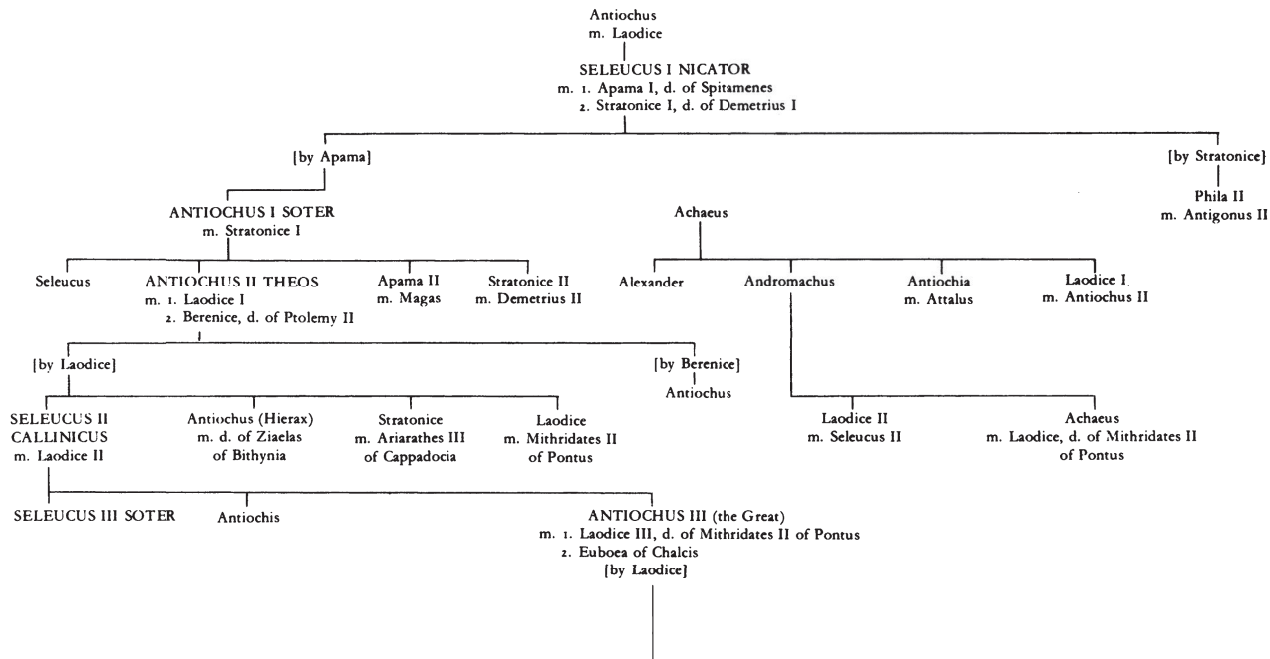 Antiochus
m. Laodice
SELEUCUS I NICATOR
m. 1. Apama I, d. of Spitamenes
2. Stratonice I, d. of Demetrius I
[by Apama]
[by Stratonice]
ANTIOCHUS I SOTER
m. Stratonice I
Achaeus
Phila II
m. Antigonus II
Seleucus
ANTIOCHUS II THEOS
m. 1. Laodice I
2. Berenice, d. of Ptolemy II
Apama II
m. Magas
Stratonice II
m. Demetrius II
Alexander
Andromachus
Antiochia
m. Attalus
Laodice I
m. Antiochus II
[by Laodice]
[by Berenice]
Antiochus
SELEUCUS II
CALLINICUS
m. Laodice II
Antiochus (Hierax)
m. d. of Ziaelas
of Bithynia
Stratonice
m. Ariarathes III
of Cappadocia
Laodice
m. Mithridates II
of Pontus
Laodice II
m. Seleucus II
Achaeus
m. Laodice, d. of Mithridates II
of Pontus
SELEUCUS III SOTER
Antiochis
ANTIOCHUS III (the Great)
m. 1. Laodice III, d. of Mithridates II of Pontus
2. Euboea of Chalcis
[by Laodice]